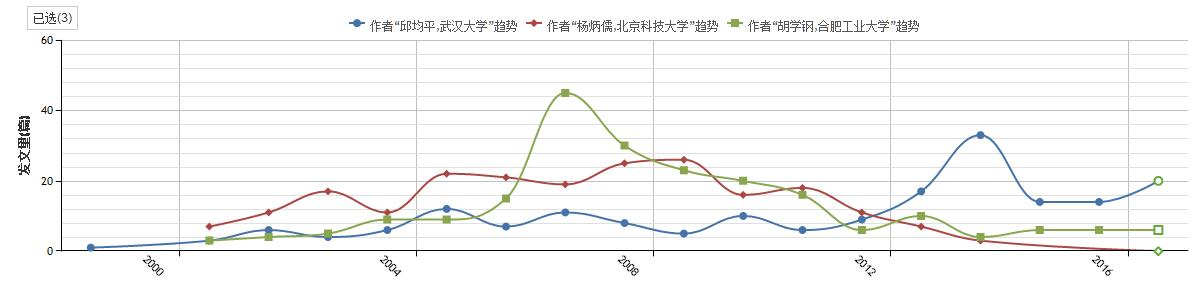 已选(3)
作者“邱均平,武汉大学”趋势
作者“杨炳儒,北京科技大学”趋势
作者“胡学钢,合肥工业大学”趋势
60
40
20
0
发文量(篇)
2000
2004
2008
2012
2016